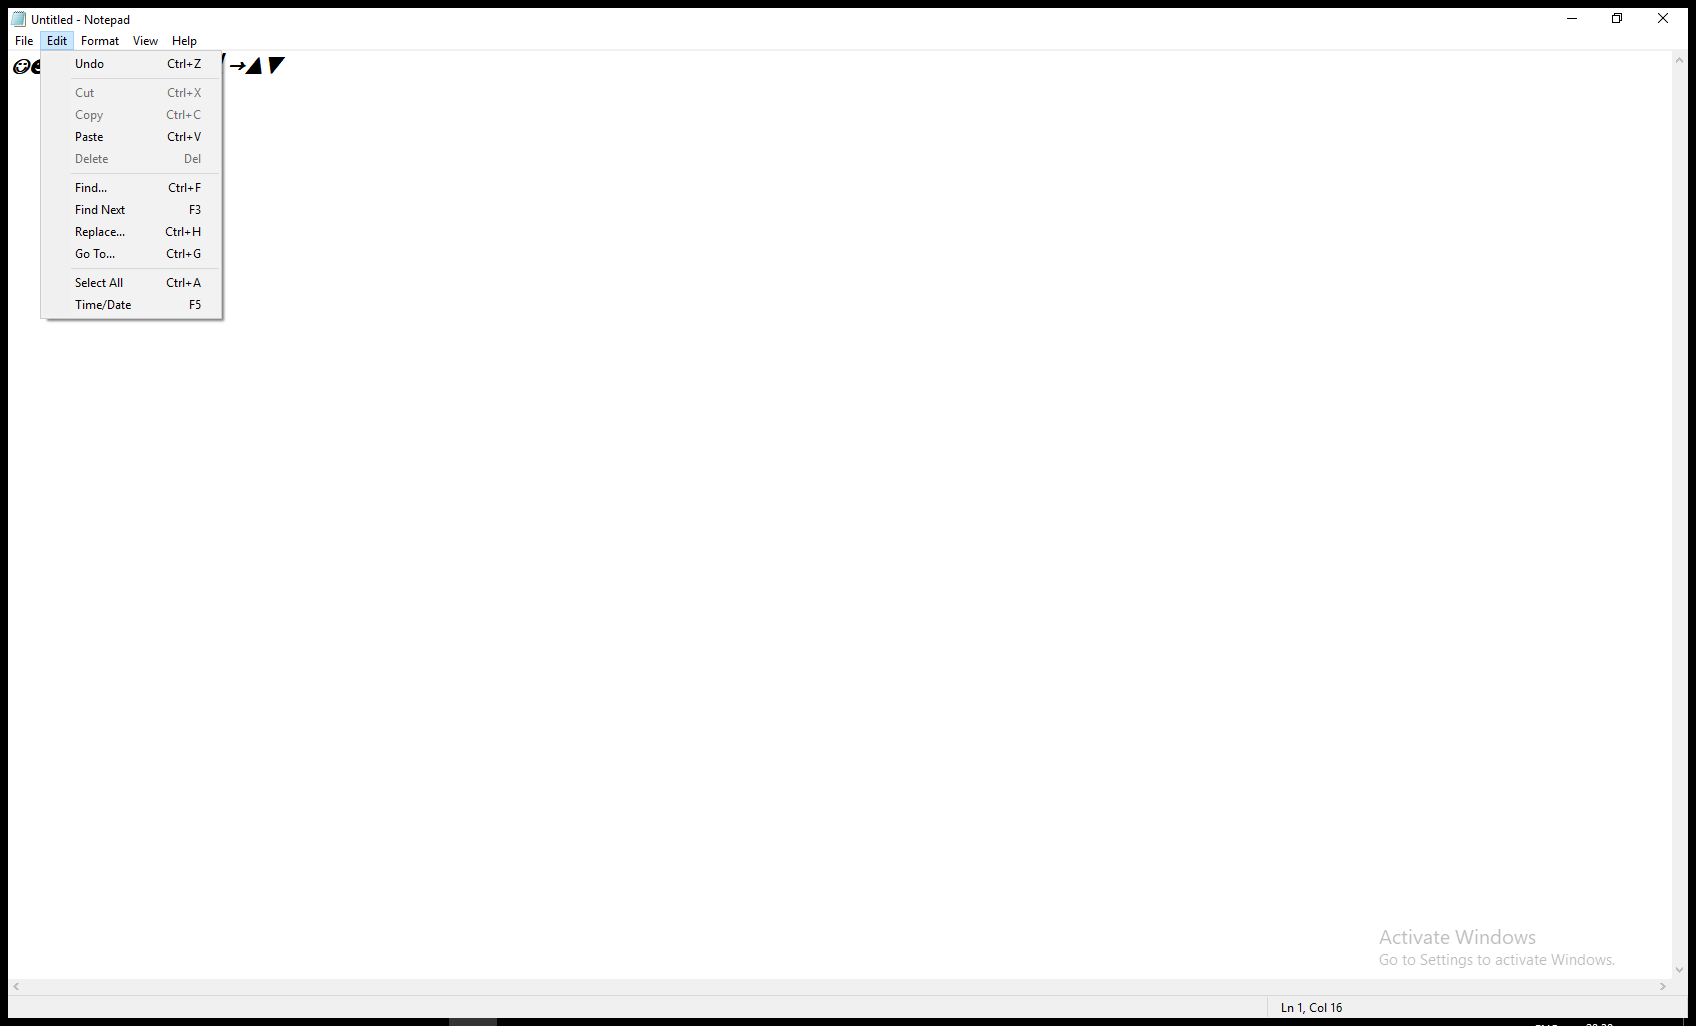 Untitled - Notepad
File Edit Format View Help
☺ →▲▼
Undo Ctrl+Z
Cut Ctrl+X
Copy Ctrl+C
Paste Ctrl+V
Delete Del
Find... Ctrl+F
Find Next F3
Replace... Ctrl+H
Go To... Ctrl+G
Select All Ctrl+A
Time/Date F5
Activate Windows
Go to Settings to activate Windows.
Ln 1, Col 16